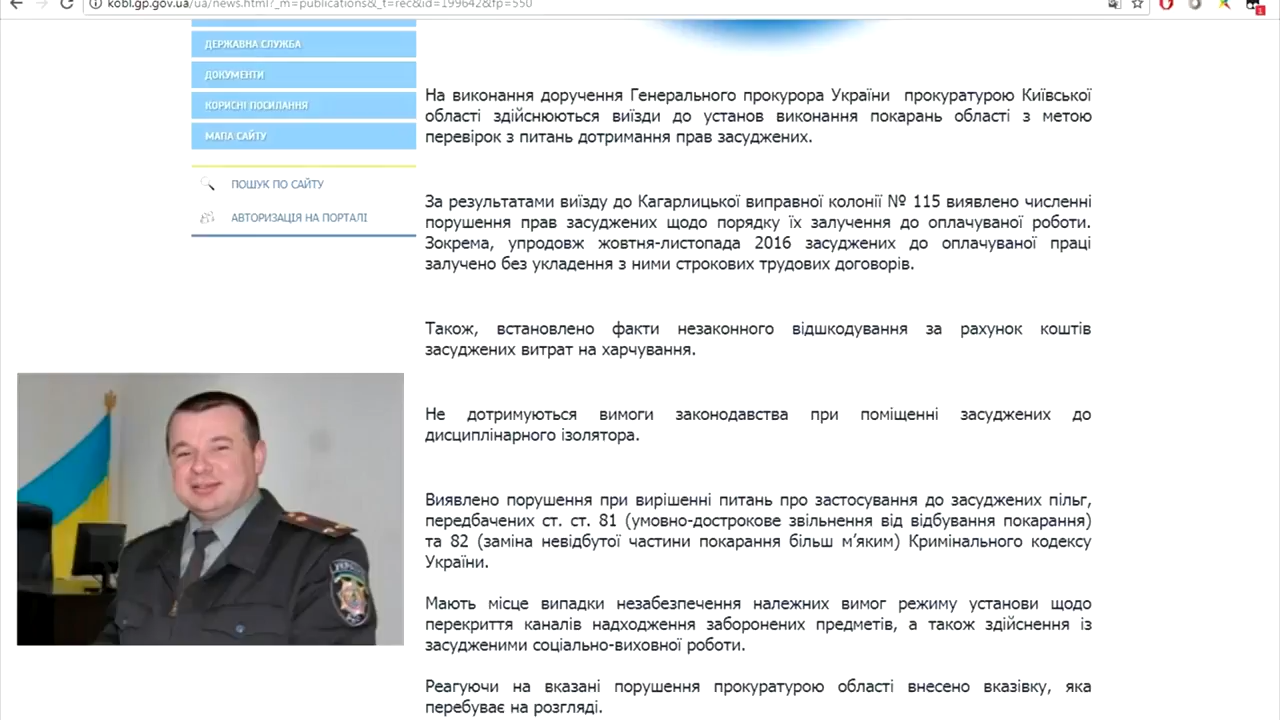 kobl.gp.gov.ua/ua/news.html?_m=publications&_t=rec&id=199642&fp=550
ДЕРЖАВНА СЛУЖБА
ДОКУМЕНТИ
КОРИСНІ ПОСИЛАННЯ
МАПА САЙТУ
ПОШУК ПО САЙТУ
АВТОРИЗАЦІЯ НА ПОРТАЛІ
На виконання доручення Генерального прокурора України прокуратурою Київської
області здійснюються виїзди до установ виконання покарань області з метою
перевірок з питань дотримання прав засуджених.
За результатами виїзду до Кагарлицької виправної колонії № 115 виявлено численні
порушення прав засуджених щодо порядку їх залучення до оплачуваної роботи.
Зокрема, упродовж жовтня-листопада 2016 засуджених до оплачуваної праці
залучено без укладення з ними строкових трудових договорів.
Також, встановлено факти незаконного відшкодування за рахунок коштів
засуджених витрат на харчування.
Не дотримуються вимоги законодавства при поміщенні засуджених до
дисциплінарного ізолятора.
Виявлено порушення при вирішенні питань про застосування до засуджених пільг,
передбачених ст. ст. 81 (умовно-дострокове звільнення від відбування покарання)
та 82 (заміна невідбутої частини покарання більш м’яким) Кримінального кодексу
України.
Мають місце випадки незабезпечення належних вимог режиму установи щодо
перекриття каналів надходження заборонених предметів, а також здійснення із
засудженими соціально-виховної роботи.
Реагуючи на вказані порушення прокуратурою області внесено вказівку, яка
перебуває на розгляді.